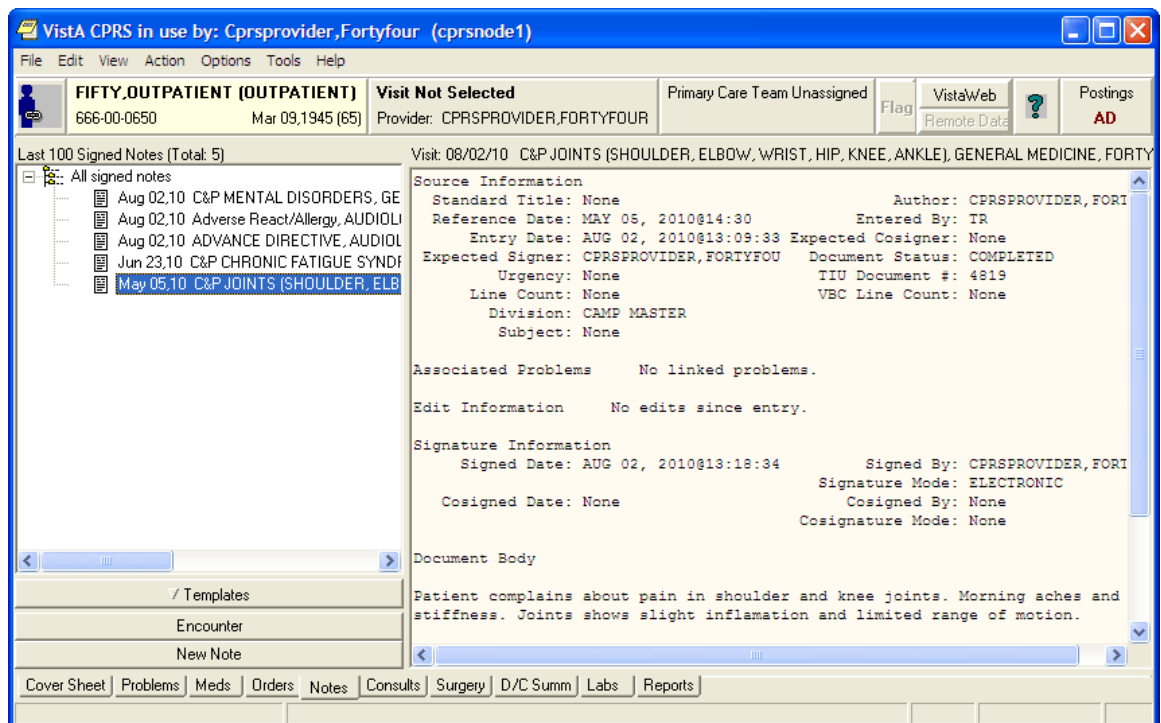 VistA CPRS in use by: Cprsprovider,Fortyfour (cprsnode1)
File Edit View Action Options Tools Help
FIFTY,OUTPATIENT (OUTPATIENT)
666-00-0650 Mar 09,1945 (65)
Visit Not Selected
Provider: CPRSPROVIDER,FORTYFOUR
Primary Care Team Unassigned
Flag
VistaWeb
Remote Data
?
Postings
AD
Last 100 Signed Notes (Total: 5)
All signed notes
Aug 02,10 C&P MENTAL DISORDERS, GE
Aug 02,10 Adverse React/Allergy, AUDIOL
Aug 02,10 ADVANCE DIRECTIVE, AUDIOL
Jun 23,10 C&P CHRONIC FATIGUE SYND
May 05,10 C&P JOINTS (SHOULDER, ELB
/ Templates
Encounter
New Note
Visit: 08/02/10 C&P JOINTS (SHOULDER, ELBOW, WRIST, HIP, KNEE, ANKLE), GENERAL MEDICINE, FORTY
Source Information
Standard Title: None Author: CPRSPROVIDER,FORT
Reference Date: MAY 05, 2010@14:30 Entered By: TR
Entry Date: AUG 02, 2010@13:09:33 Expected Cosigner: None
Expected Signer: CPRSPROVIDER,FORTYFOU Document Status: COMPLETED
Urgency: None TIU Document #: 4819
Line Count: None VBC Line Count: None
Division: CAMP MASTER
Subject: None
Associated Problems No linked problems.
Edit Information No edits since entry.
Signature Information
Signed Date: AUG 02, 2010@13:18:34 Signed By: CPRSPROVIDER,FORT
Signature Mode: ELECTRONIC
Cosigned Date: None Cosigned By: None
Cosignature Mode: None
Document Body
Patient complains about pain in shoulder and knee joints. Morning aches and
stiffness. Joints shows slight inflamation and limited range of motion.
Cover Sheet Problems Meds Orders Notes Consults Surgery D/C Summ Labs Reports